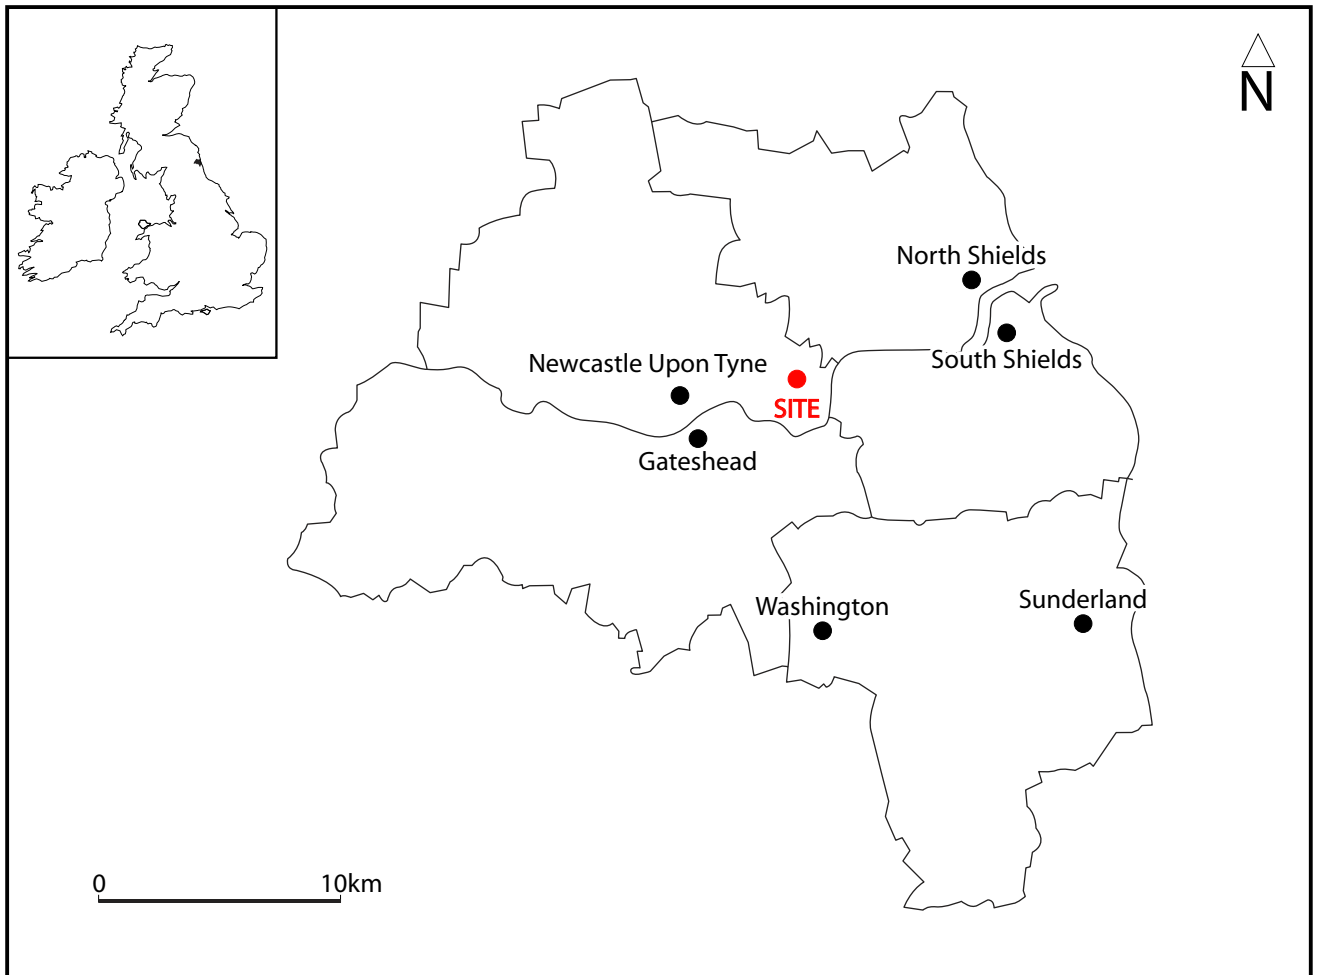 N
North Shields
South Shields
Newcastle Upon Tyne
SITE
Gateshead
Washington
Sunderland
0 10km